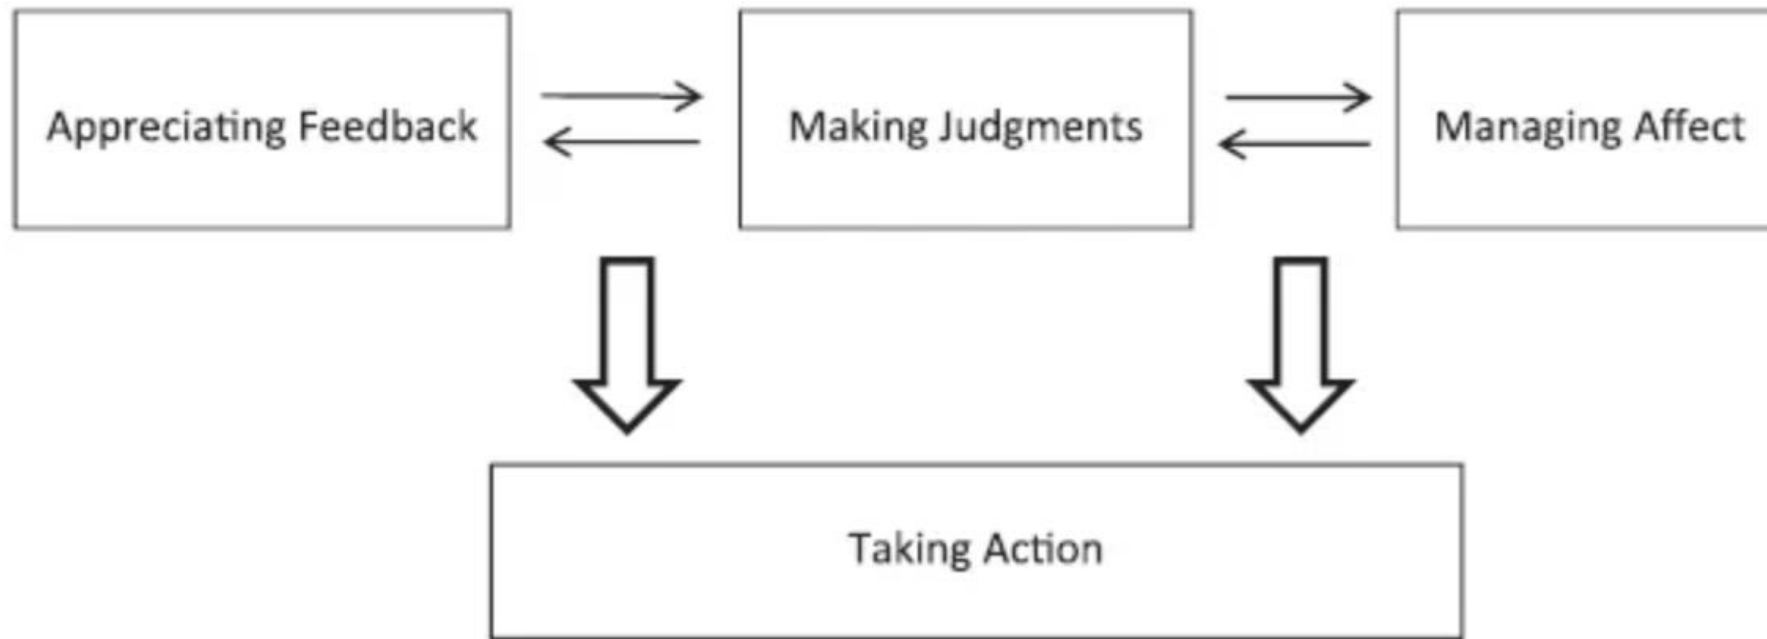 Appreciating Feedback
Making Judgments
Managing Affect
Taking Action